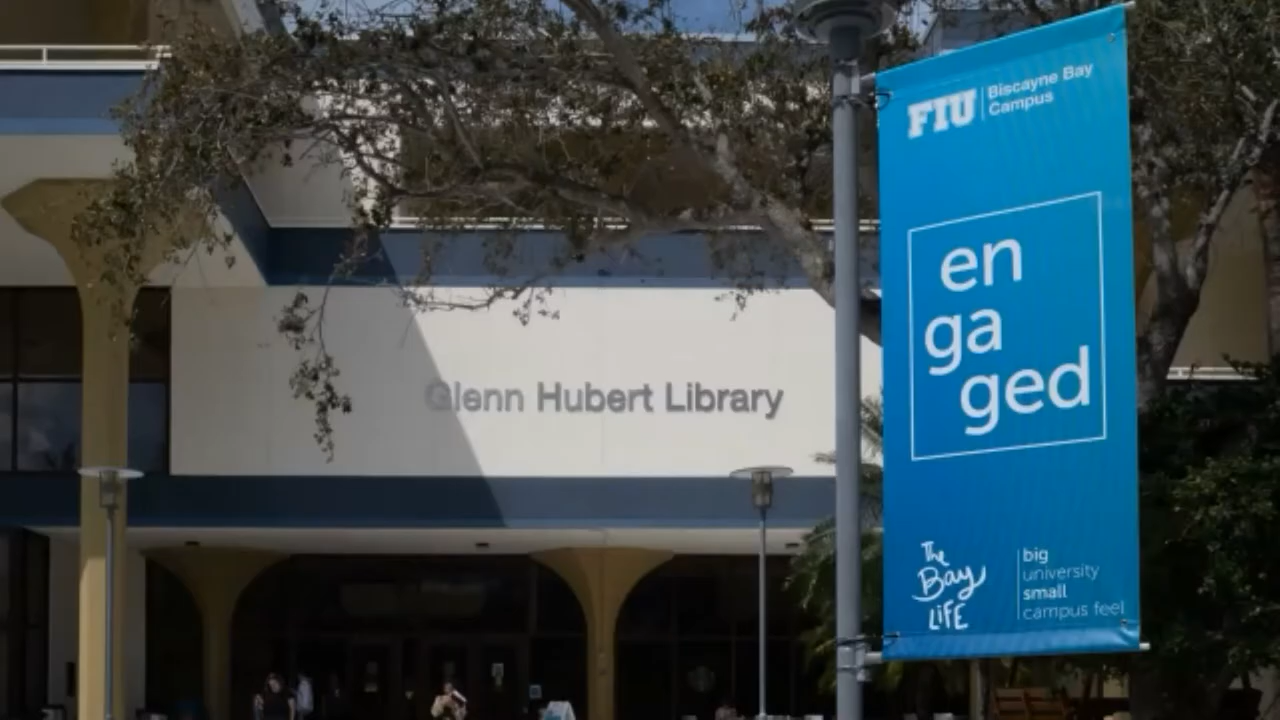 Glenn Hubert Library
FIU
Biscayne Bay
Campus
en
ga
ged
The
Bay
LiFE
big
university
small
campus feel